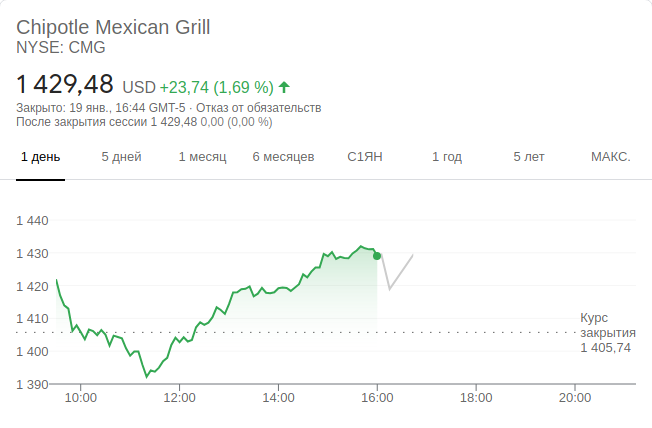 Chipotle Mexican Grill
NYSE: CMG
1 429,48 USD +23,74 (1,69 %)
Закрыто: 19 янв., 16:44 GMT-5 · Отказ от обязательств
После закрытия сессии 1 429,48 0,00 (0,00 %)
1 день 5 дней 1 месяц 6 месяцев С1ЯН 1 год 5 лет МАКС.
1 440
1 430
1 420
1 410
1 400
1 390
Курс
закрытия
1 405,74
10:00 12:00 14:00 16:00 18:00 20:00